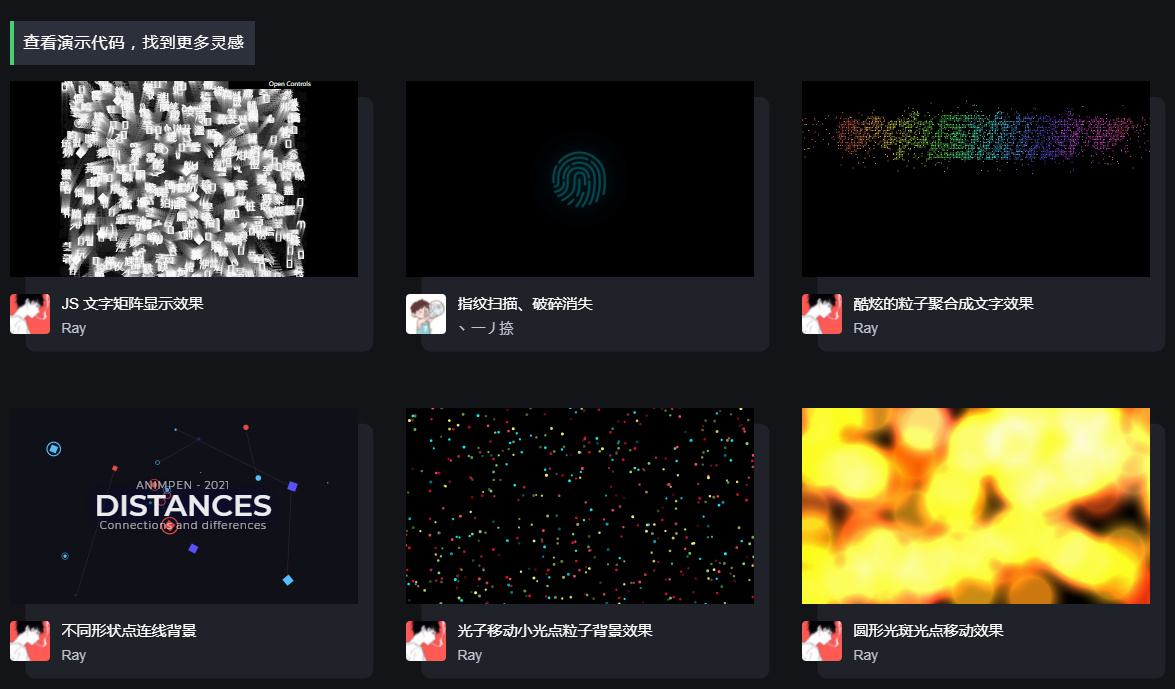 查看演示代码，找到更多灵感
Open Controls
JS 文字矩阵显示效果
Ray
指纹扫描、破碎消失
丶一丿捺
酷炫的粒子聚合成文字效果
Ray
ANIMPEN - 2021
DISTANCES
Connections and differences
不同形状点连线背景
Ray
光子移动小光点粒子背景效果
Ray
圆形光斑光点移动效果
Ray